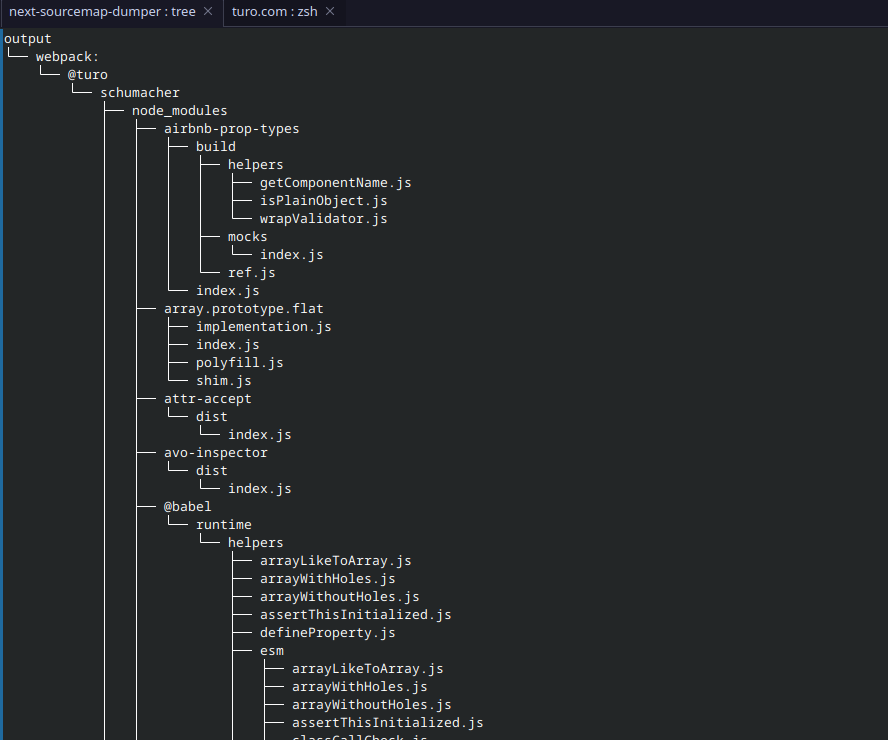 next-sourcemap-dumper : tree
turo.com : zsh
output
webpack:
@turo
schumacher
node_modules
airbnb-prop-types
build
helpers
getComponentName.js
isPlainObject.js
wrapValidator.js
mocks
index.js
ref.js
index.js
array.prototype.flat
implementation.js
index.js
polyfill.js
shim.js
attr-accept
dist
index.js
avo-inspector
dist
index.js
@babel
runtime
helpers
arrayLikeToArray.js
arrayWithHoles.js
arrayWithoutHoles.js
assertThisInitialized.js
defineProperty.js
esm
arrayLikeToArray.js
arrayWithHoles.js
arrayWithoutHoles.js
assertThisInitialized.js
classCallCheck.js